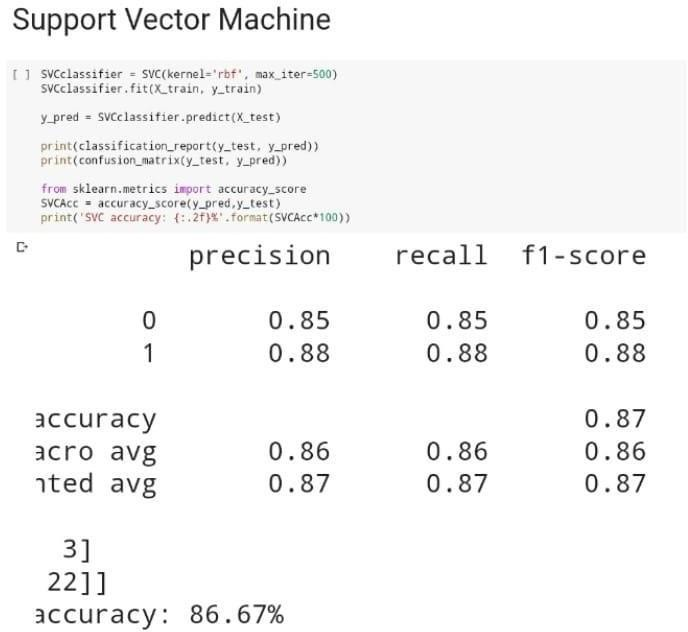 Support Vector Machine
[ ] SVCclassifier = SVC(kernel='rbf', max_iter=500)
SVCclassifier.fit(X_train, y_train)
y_pred = SVCclassifier.predict(X_test)
print(classification_report(y_test, y_pred))
print(confusion_matrix(y_test, y_pred))
from sklearn.metrics import accuracy_score
SVCAcc = accuracy_score(y_pred,y_test)
print('SVC accuracy: {:.2f}%'.format(SVCAcc*100))
precision recall f1-score
0 0.85 0.85 0.85
1 0.88 0.88 0.88
accuracy 0.87
acro avg 0.86 0.86 0.86
nted avg 0.87 0.87 0.87
3]
22]]
accuracy: 86.67%